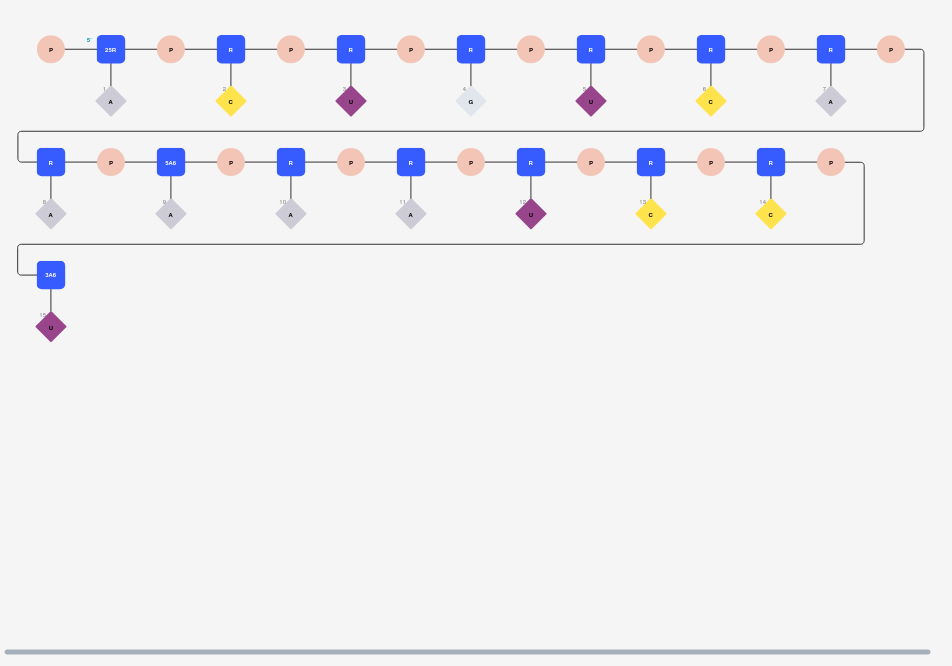 5'
P 25R P R P R P R P R P R P R P
1 2 3 4 5 6 7
A C U G U C A
R P 5A6 P R P R P R P R P R P
8 9 10 11 12 13 14
A A A A U C C
3A6
15
U